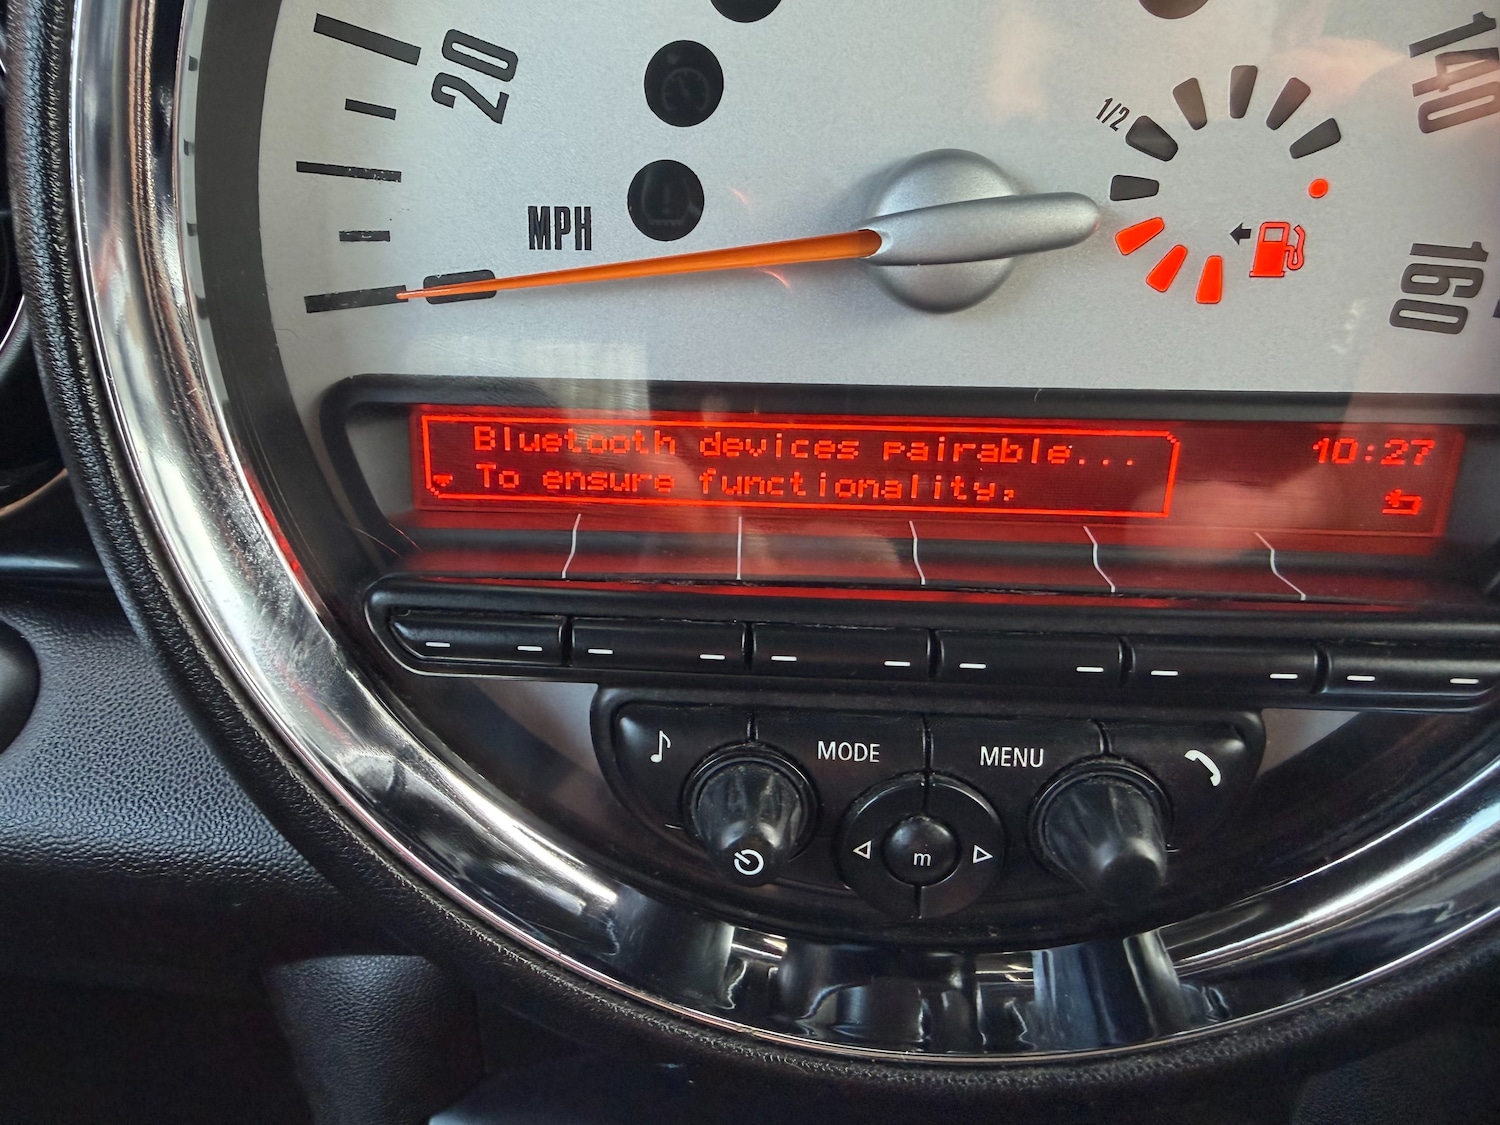 20
140
1/2
MPH
160
Bluetooth devices pairable...
10:27
To ensure functionality,
MODE
MENU
m